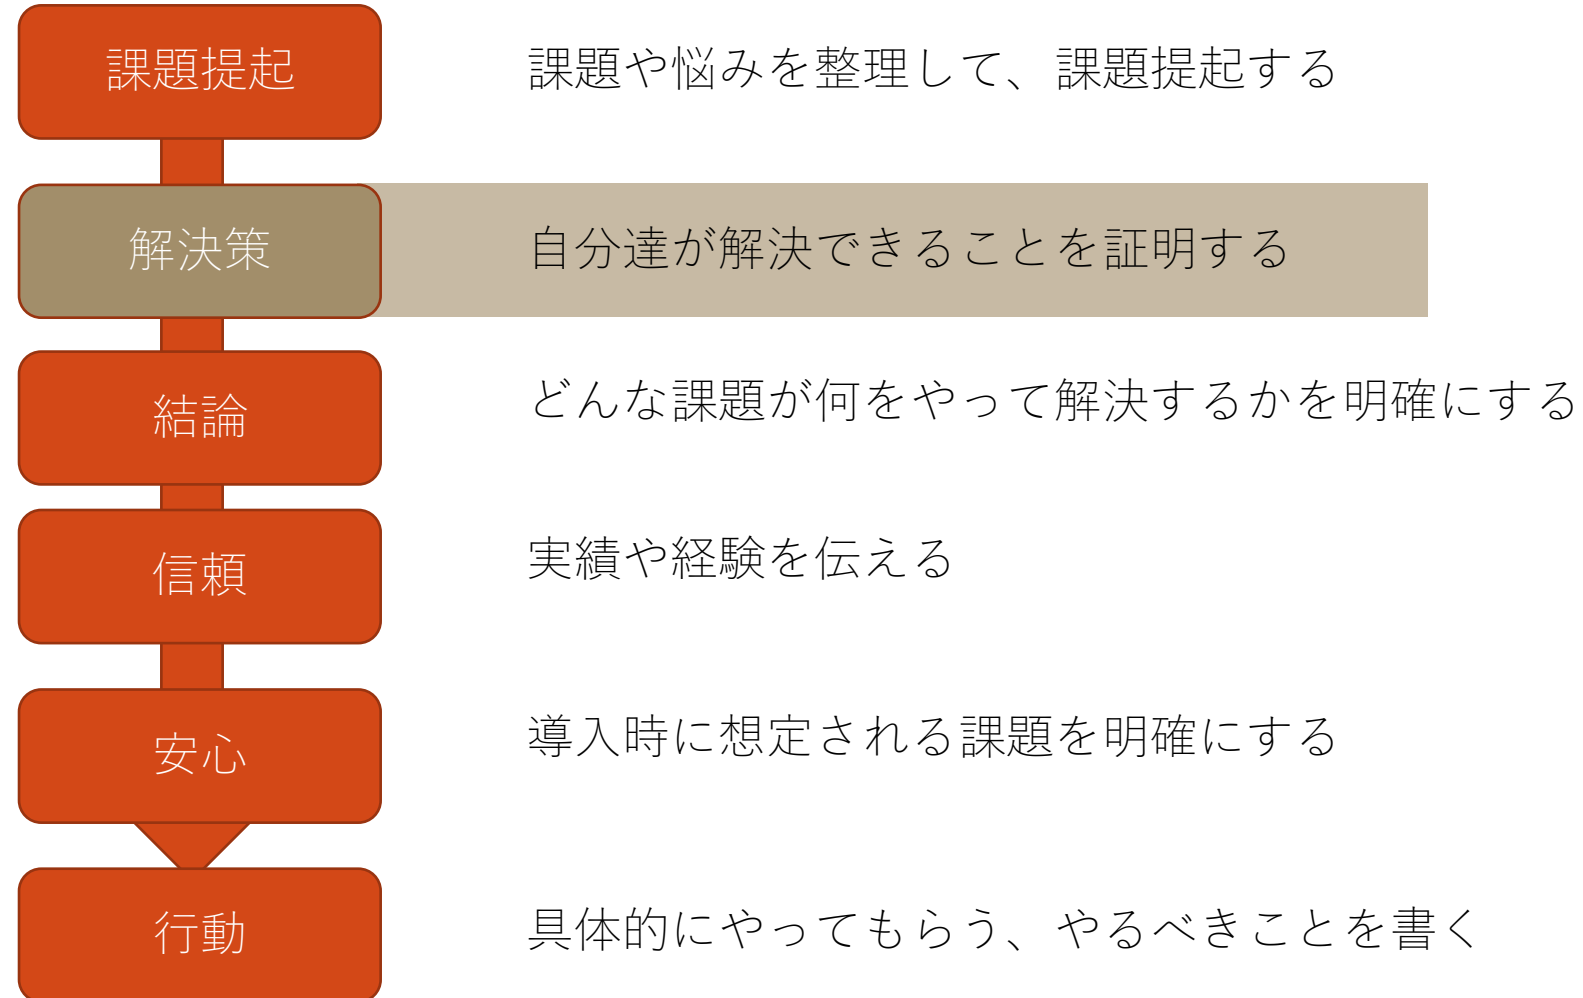 課題提起
課題や悩みを整理して、課題提起する
解決策
自分達が解決できることを証明する
結論
どんな課題が何をやって解決するかを明確にする
信頼
実績や経験を伝える
安心
導入時に想定される課題を明確にする
行動
具体的にやってもらう、やるべきことを書く